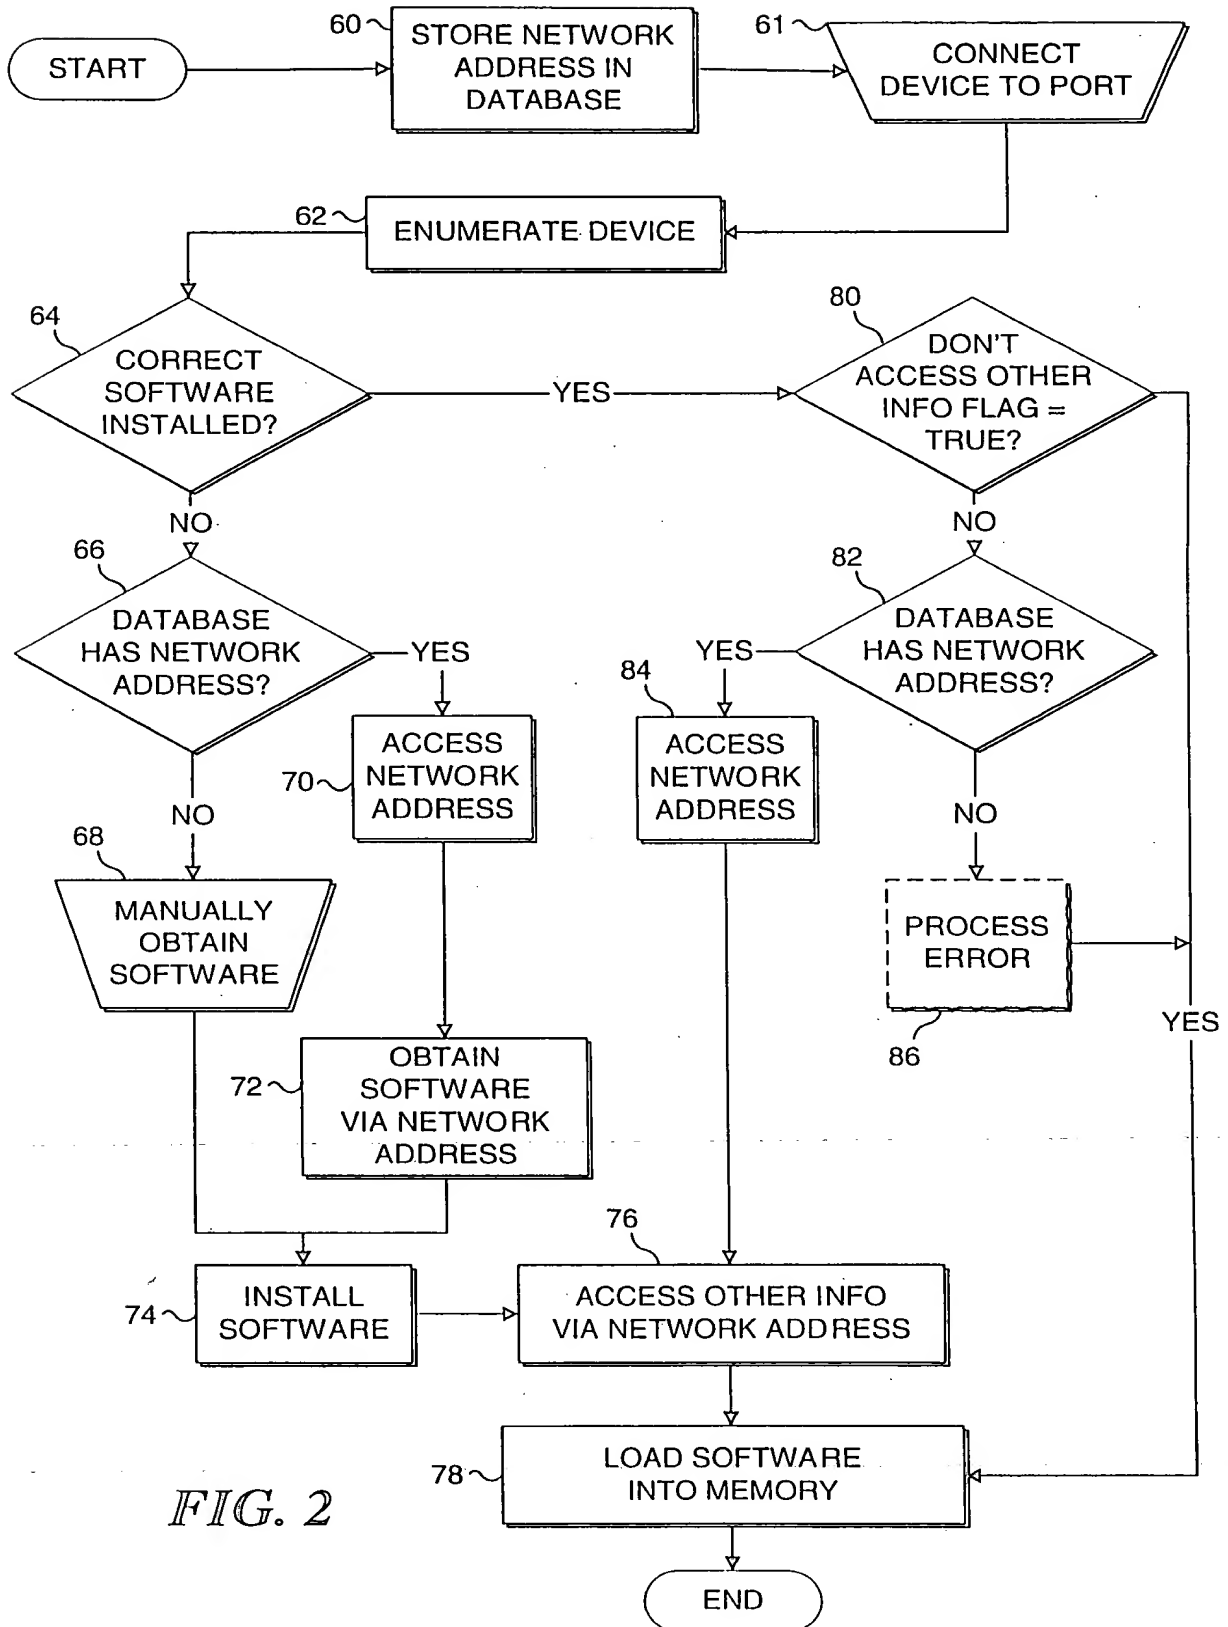 START
60
STORE NETWORK
ADDRESS IN
DATABASE
61
CONNECT
DEVICE TO PORT
62
ENUMERATE DEVICE
64
CORRECT
SOFTWARE
INSTALLED?
YES
80
DON'T
ACCESS OTHER
INFO FLAG =
TRUE?
NO
NO
66
DATABASE
HAS NETWORK
ADDRESS?
YES
82
DATABASE
HAS NETWORK
ADDRESS?
YES
70
ACCESS
NETWORK
ADDRESS
84
ACCESS
NETWORK
ADDRESS
NO
NO
68
MANUALLY
OBTAIN
SOFTWARE
PROCESS
ERROR
86
YES
72
OBTAIN
SOFTWARE
VIA NETWORK
ADDRESS
74
INSTALL
SOFTWARE
76
ACCESS OTHER INFO
VIA NETWORK ADDRESS
78
LOAD SOFTWARE
INTO MEMORY
FIG. 2
END